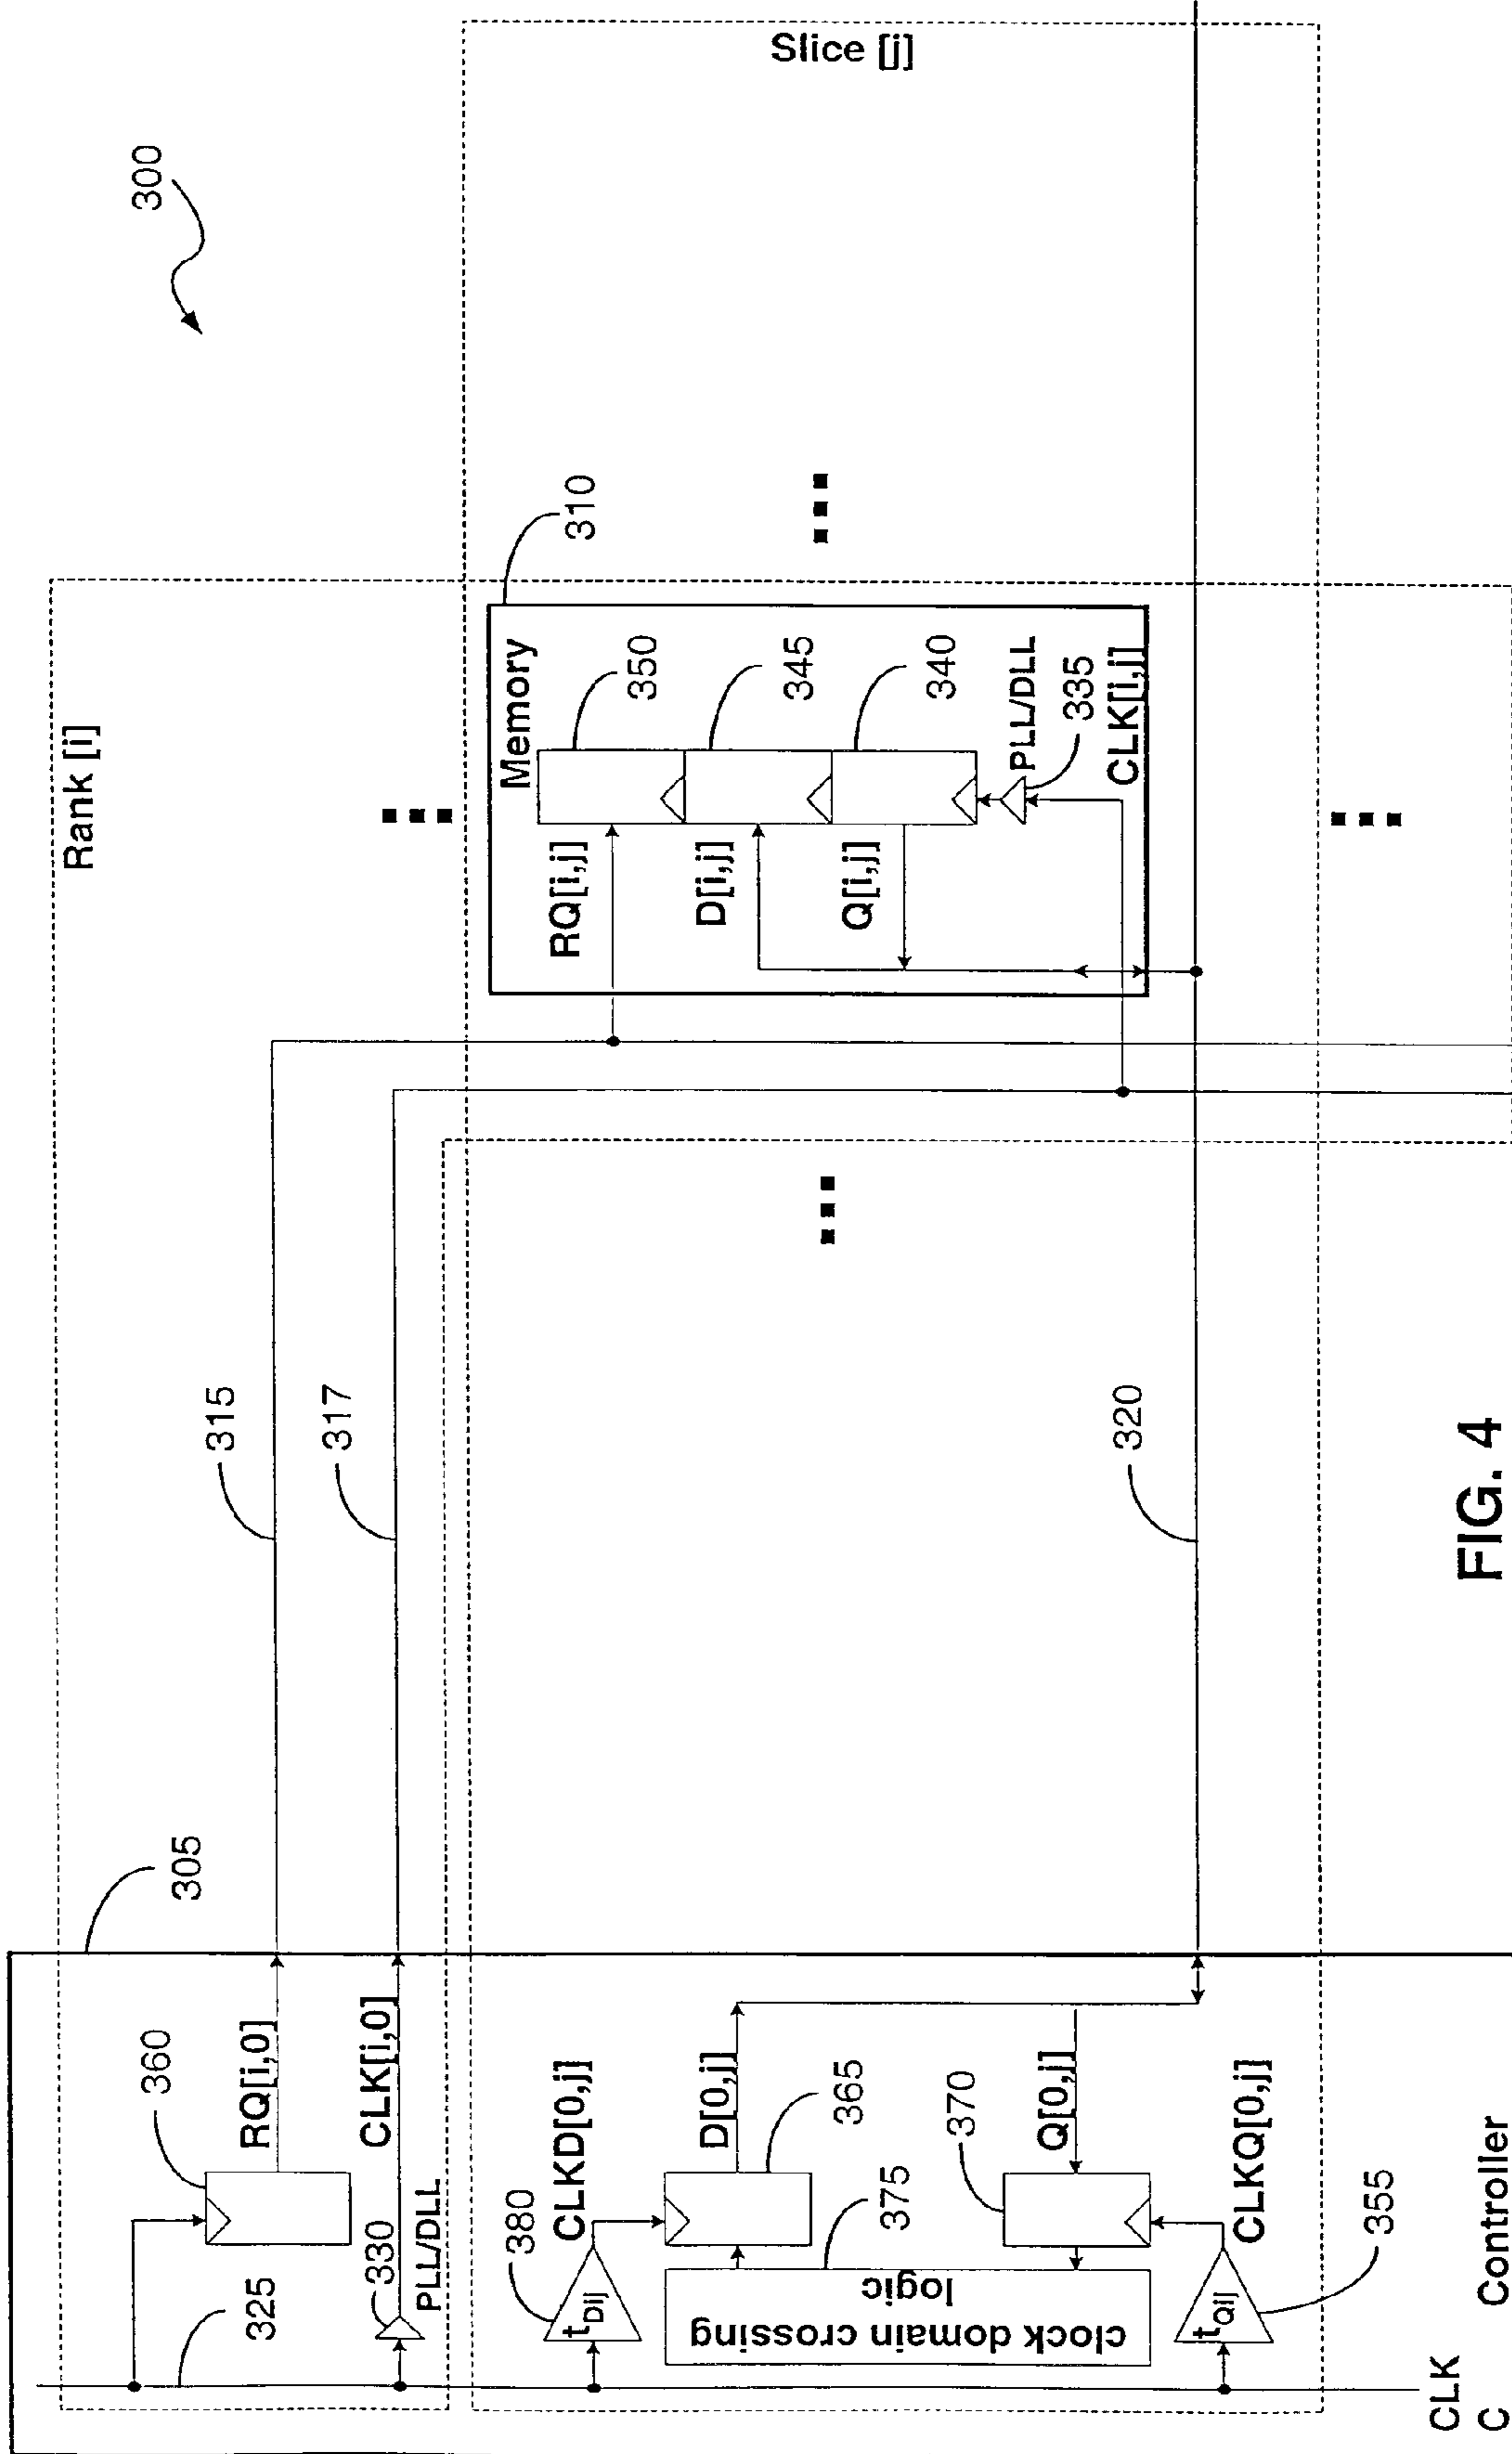 300
Slice [j]
Rank [i]
310
Memory
350
345
340
PLL/DLL
335
CLK[i,j]
RQ[i,j]
D[i,j]
Q[i,j]
315
317
320
305
360
RQ[i,0]
CLK[i,0]
330
PLL/DLL
325
CLKD[0,j]
380
tDij
D[0,j]
365
375
clock domain crossing
logic
370
Q[0,j]
CLKQ[0,j]
tQij
355
CLK
C
Controller
FIG. 4